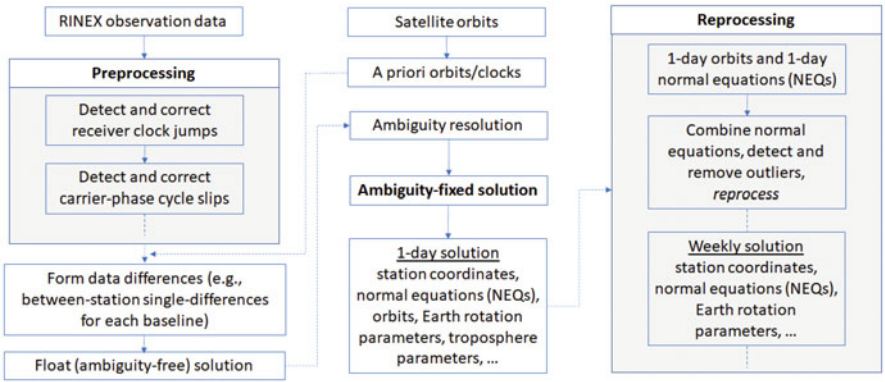 RINEX observation data
Preprocessing
Detect and correct
receiver clock jumps
Detect and correct
carrier-phase cycle slips
Form data differences (e.g.,
between-station single-differences
for each baseline)
Float (ambiguity-free) solution
Satellite orbits
A priori orbits/clocks
Ambiguity resolution
Ambiguity-fixed solution
1-day solution
station coordinates,
normal equations (NEQs),
orbits, Earth rotation
parameters, troposphere
parameters, ...
Reprocessing
1-day orbits and 1-day
normal equations (NEQs)
Combine normal
equations, detect and
remove outliers,
reprocess
Weekly solution
station coordinates,
normal equations (NEQs),
Earth rotation
parameters, ...